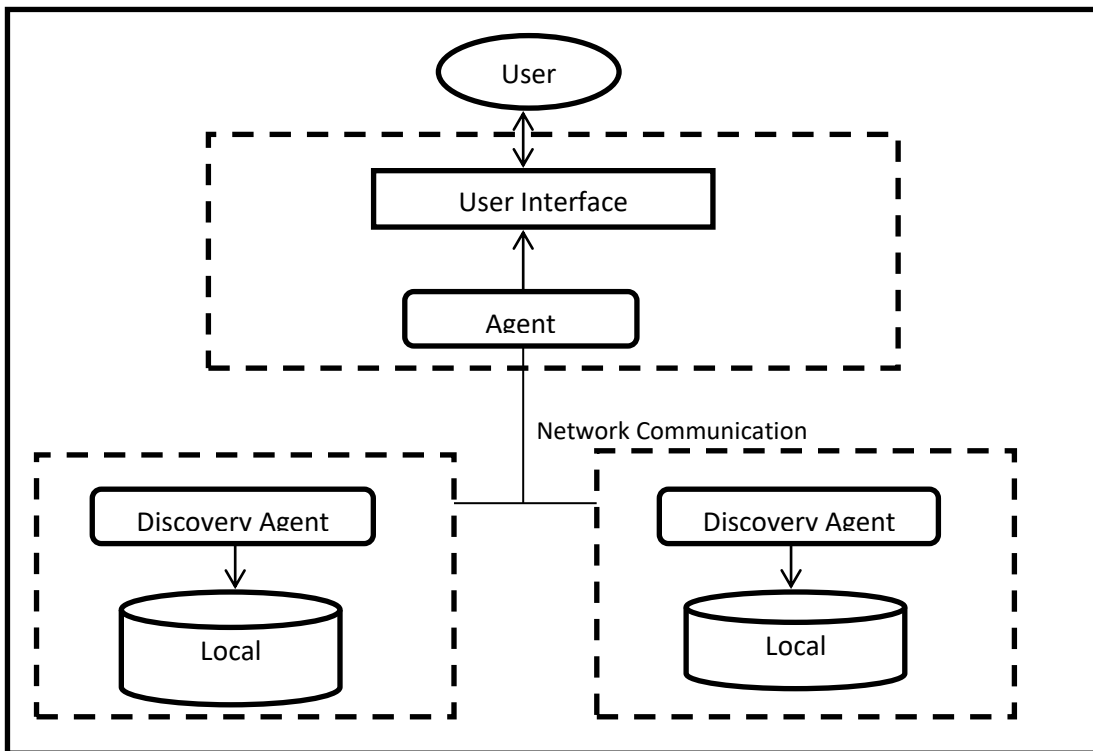 User
User Interface
Agent
Network Communication
Discovery Agent
Discovery Agent
Local
Local